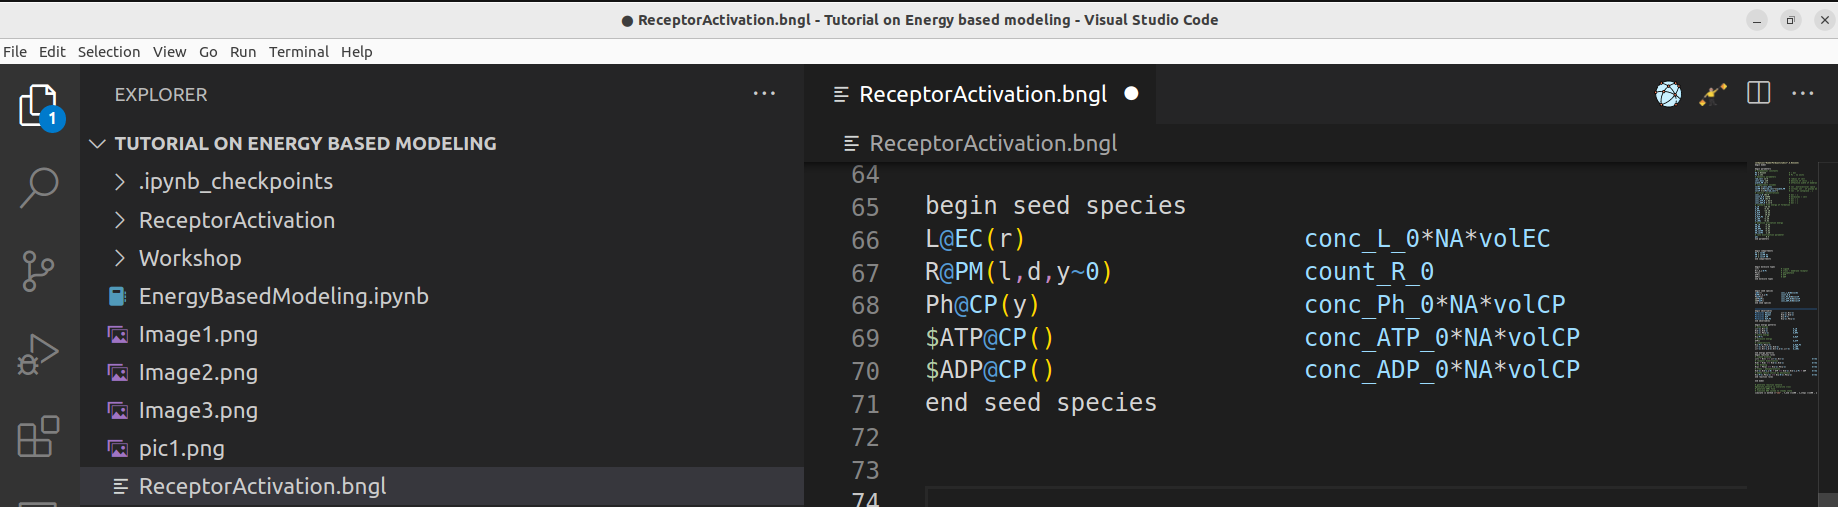 ● ReceptorActivation.bngl - Tutorial on Energy based modeling - Visual Studio Code
File Edit Selection View Go Run Terminal Help
1
EXPLORER ...
TUTORIAL ON ENERGY BASED MODELING
.ipynb_checkpoints
ReceptorActivation
Workshop
EnergyBasedModeling.ipynb
Image1.png
Image2.png
Image3.png
pic1.png
ReceptorActivation.bngl
ReceptorActivation.bngl ●
ReceptorActivation.bngl
64
65 begin seed species
66 L@EC(r) conc_L_0*NA*volEC
67 R@PM(l,d,y~0) count_R_0
68 Ph@CP(y) conc_Ph_0*NA*volCP
69 $ATP@CP() conc_ATP_0*NA*volCP
70 $ADP@CP() conc_ADP_0*NA*volCP
71 end seed species
72
73
74